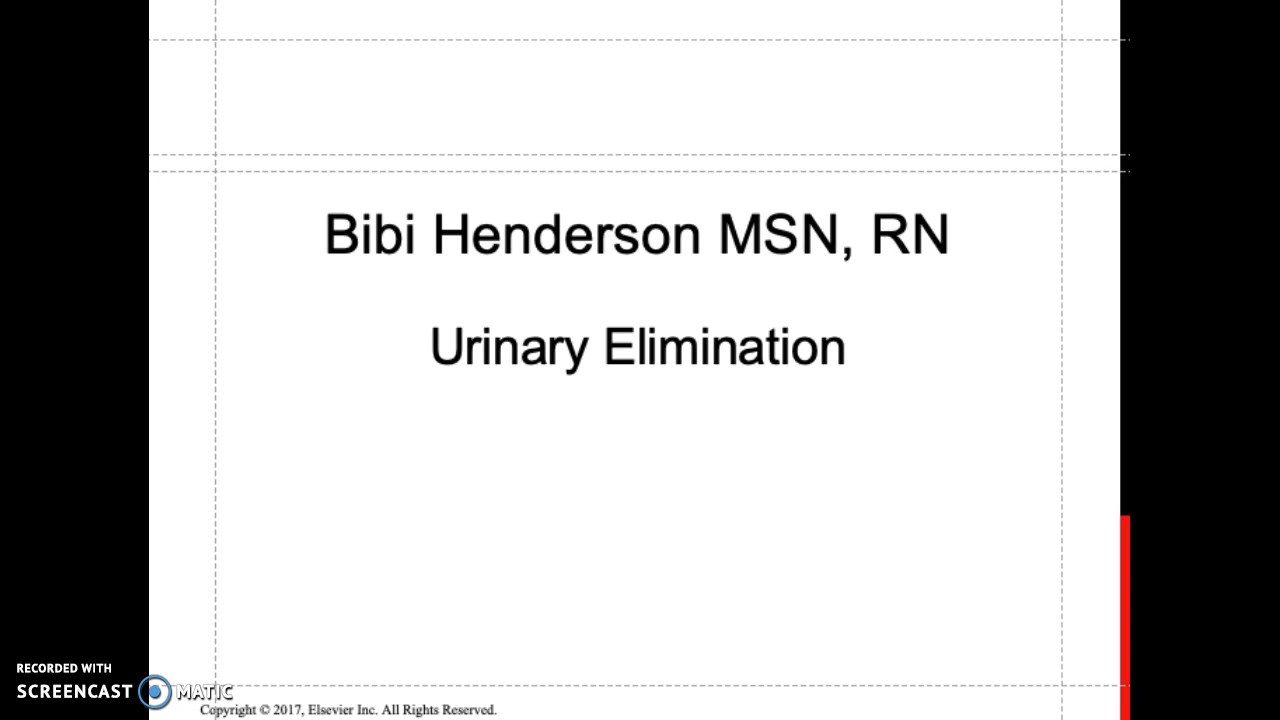 Bibi Henderson MSN, RN
Urinary Elimination
RECORDED WITH
SCREENCAST MATIC
Copyright © 2017, Elsevier Inc. All Rights Reserved.